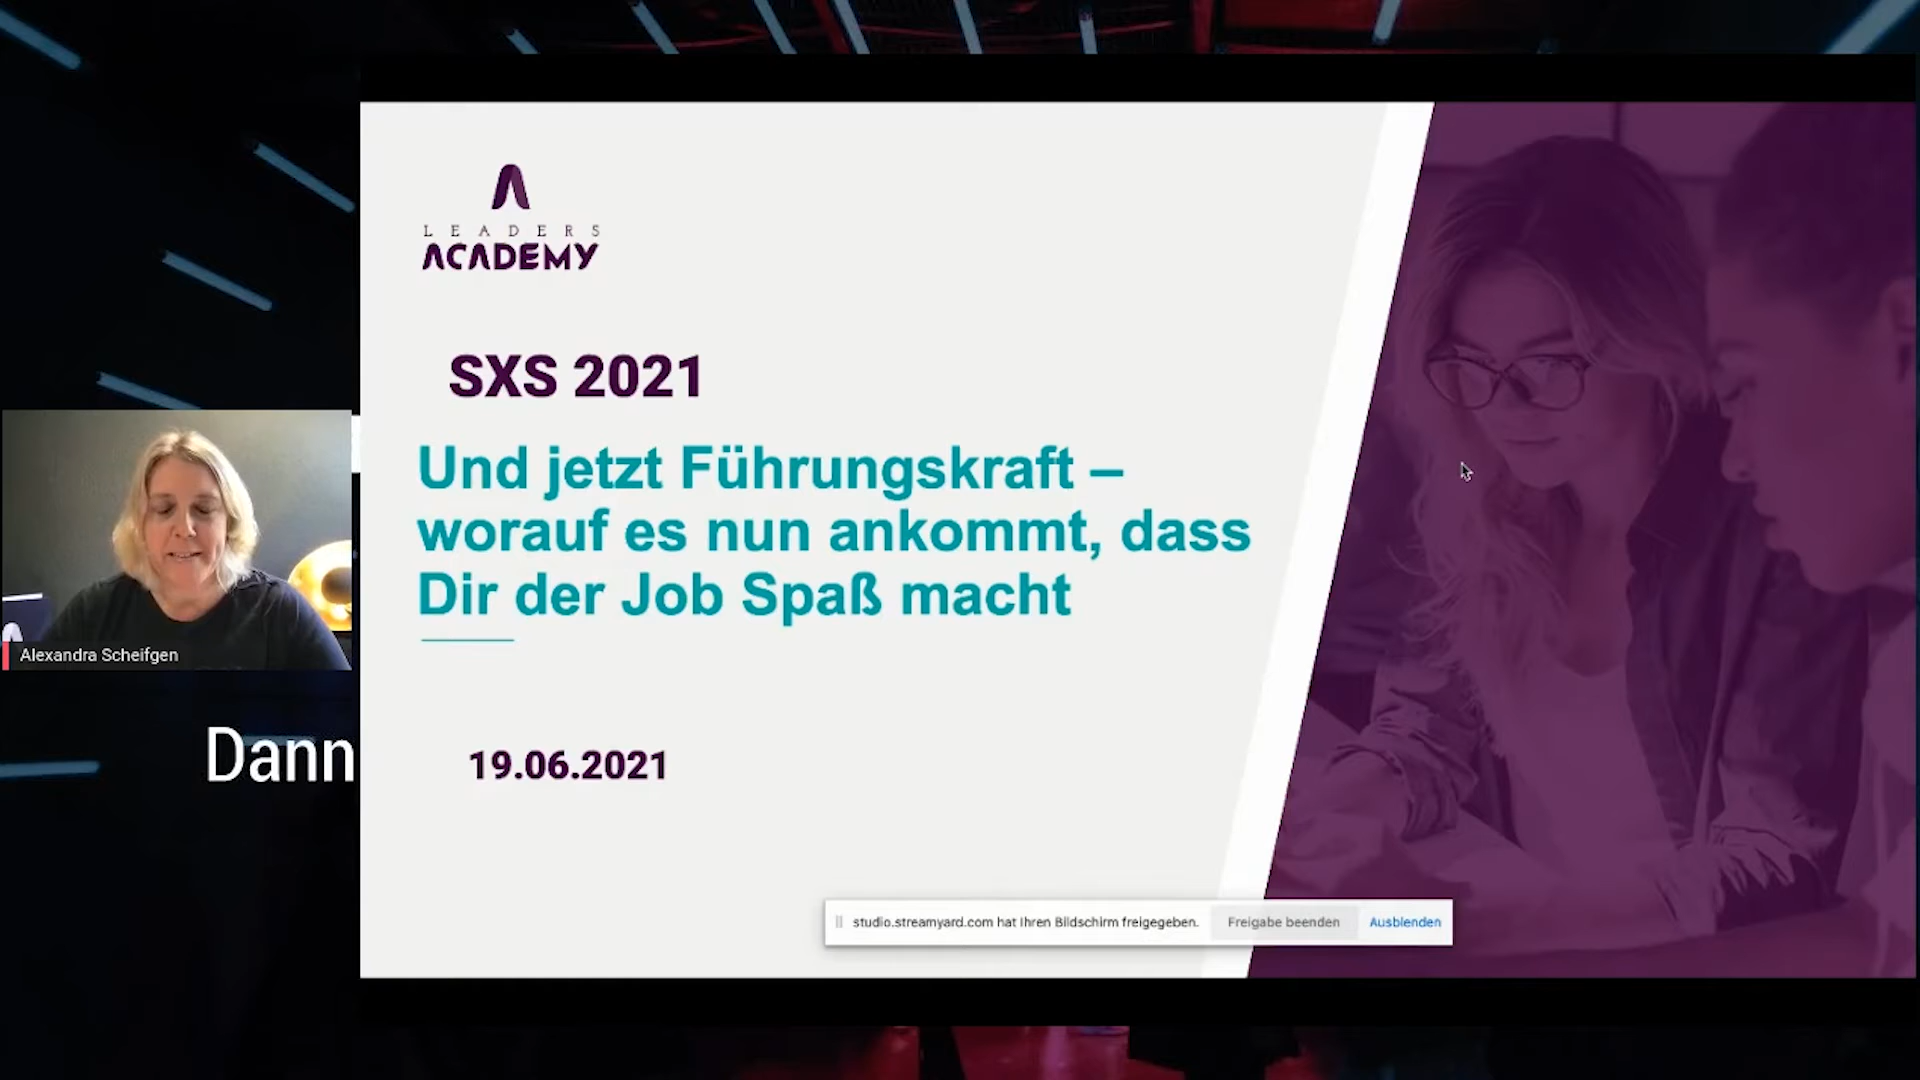 LEADERS
ACADEMY
SXS 2021
Und jetzt Führungskraft –
worauf es nun ankommt, dass
Dir der Job Spaß macht
Alexandra Scheifgen
Dann
19.06.2021
studio.streamyard.com hat Ihren Bildschirm freigegeben. Freigabe beenden Ausblenden